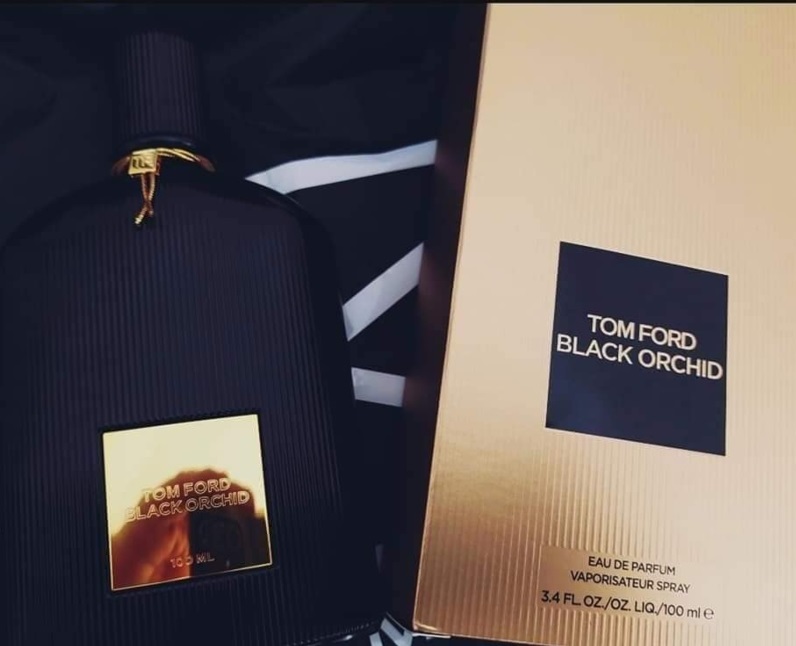 TOM FORD
BLACK ORCHID
100 ML
TOM FORD
BLACK ORCHID
EAU DE PARFUM
VAPORISATEUR SPRAY
3.4 FL. OZ./OZ. LIQ./100 ml ℮